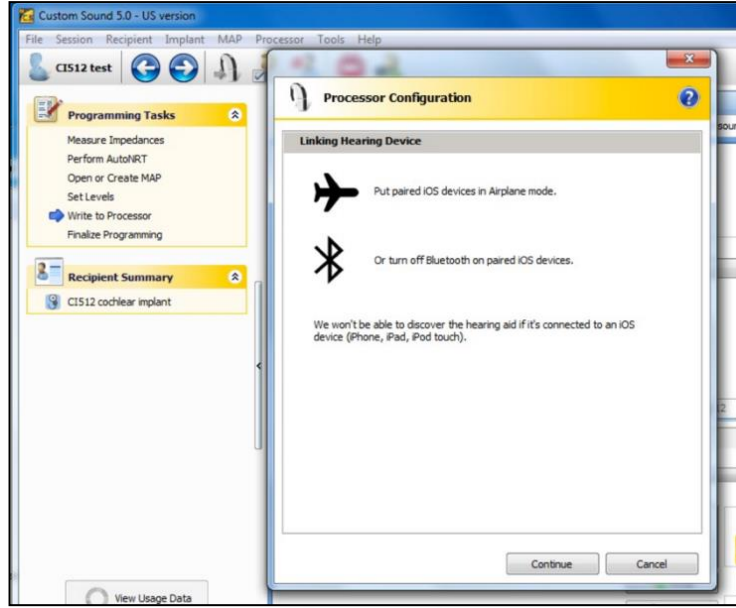 Custom Sound 5.0 - US version
File Session Recipient Implant MAP Processor Tools Help
CI512 test
Programming Tasks
Measure Impedances
Perform AutoNRT
Open or Create MAP
Set Levels
Write to Processor
Finalize Programming
Recipient Summary
CI512 cochlear implant
View Usage Data
Processor Configuration
Linking Hearing Device
Put paired iOS devices in Airplane mode.
Or turn off Bluetooth on paired iOS devices.
We won't be able to discover the hearing aid if it's connected to an iOS
device (iPhone, iPad, iPod touch).
Continue Cancel